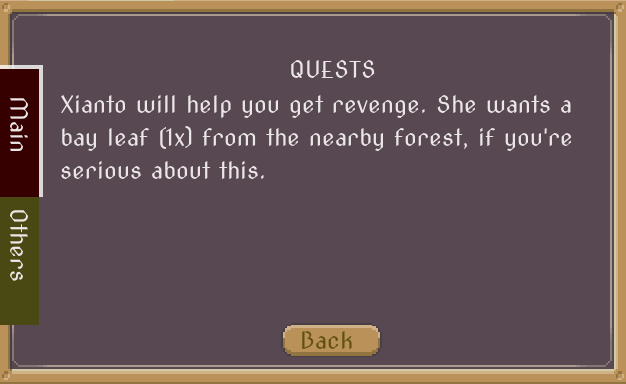 QUESTS
Xianto will help you get revenge. She wants a
bay leaf (1x) from the nearby forest, if you're
serious about this.
Main
Others
Back